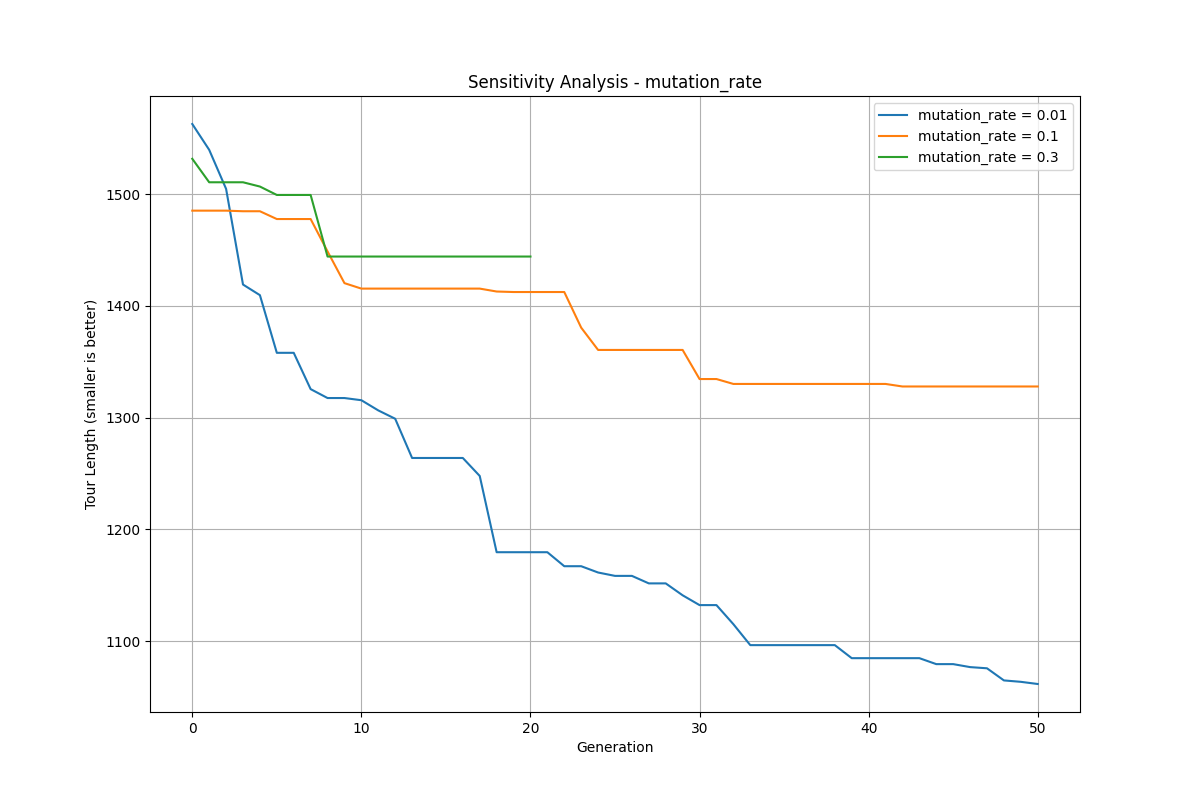 Sensitivity Analysis - mutation_rate
mutation_rate = 0.01
mutation_rate = 0.1
mutation_rate = 0.3
Tour Length (smaller is better)
1500
1400
1300
1200
1100
0 10 20 30 40 50
Generation